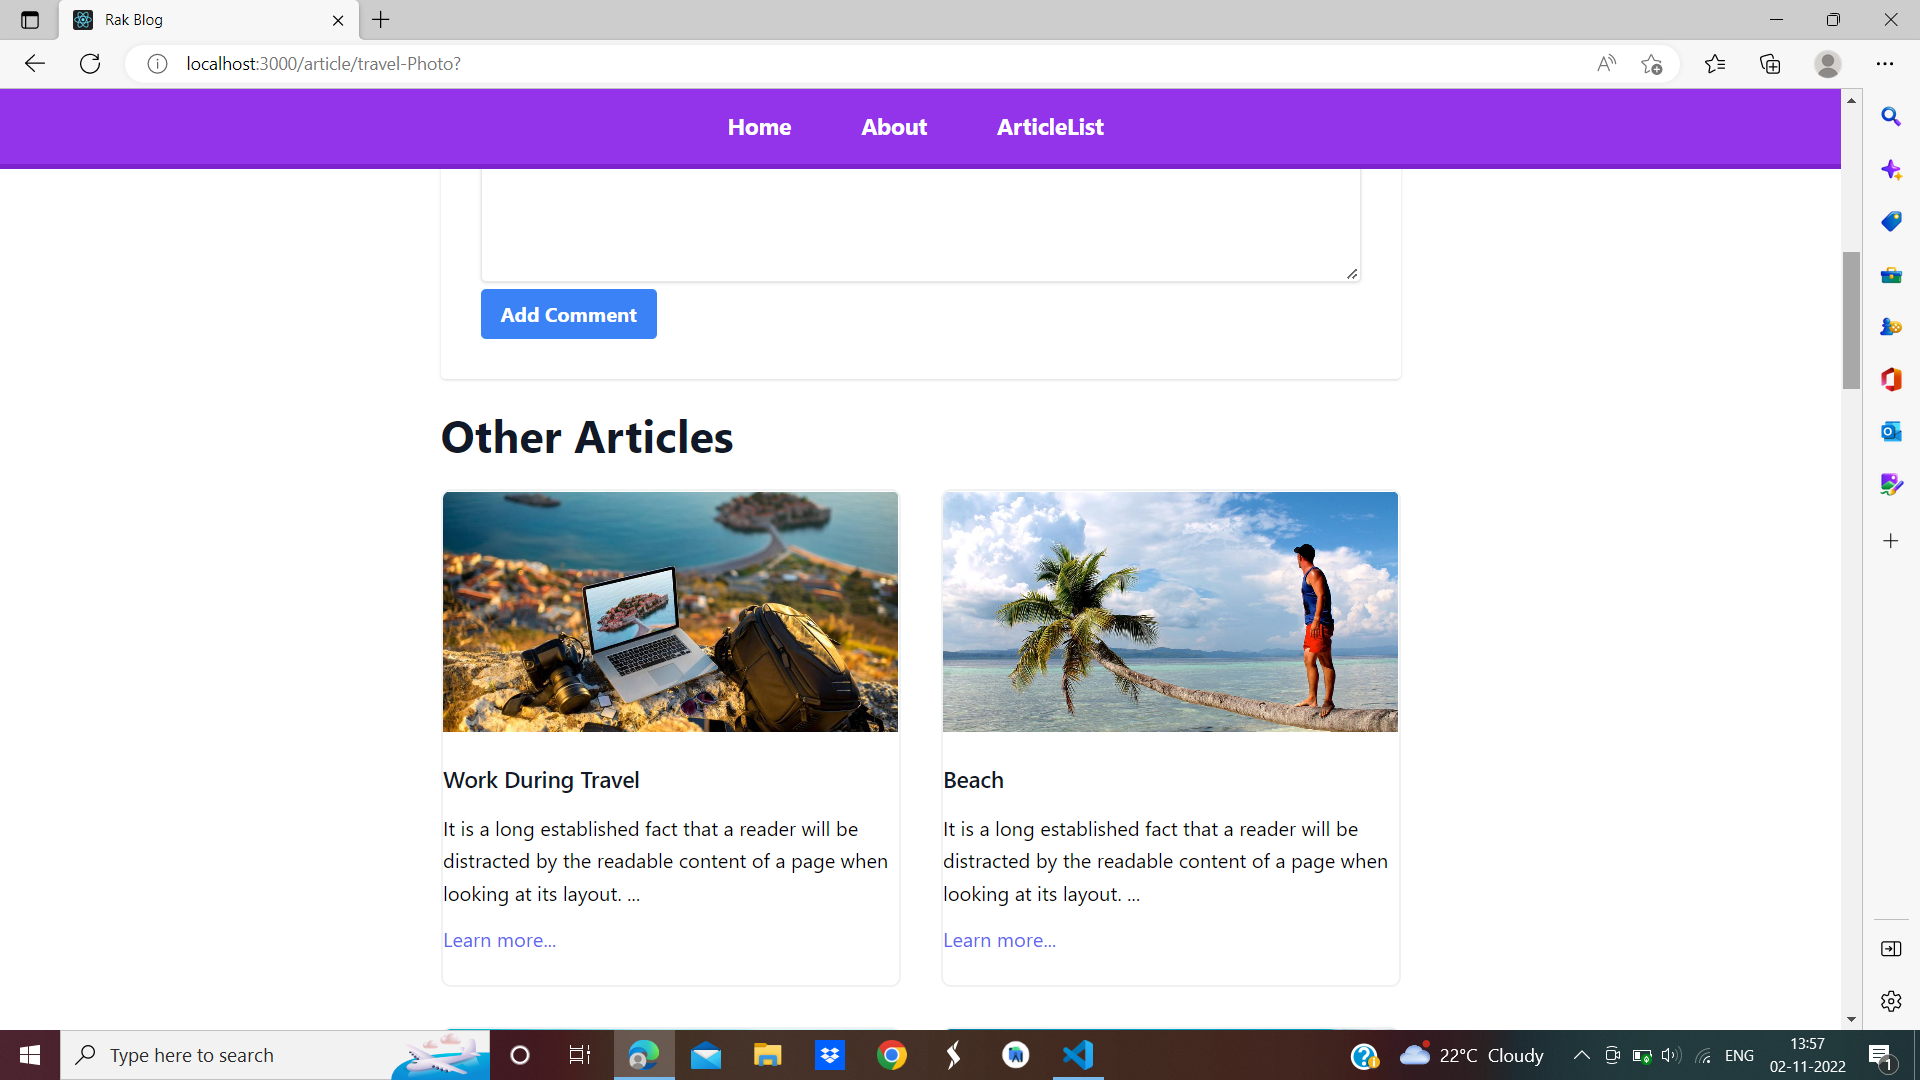 Rak Blog
localhost:3000/article/travel-Photo?
Home About ArticleList
Add Comment
Other Articles
Work During Travel
It is a long established fact that a reader will be
distracted by the readable content of a page when
looking at its layout. ...
Learn more...
Beach
It is a long established fact that a reader will be
distracted by the readable content of a page when
looking at its layout. ...
Learn more...
Type here to search
22°C Cloudy
ENG
13:57
02-11-2022
1